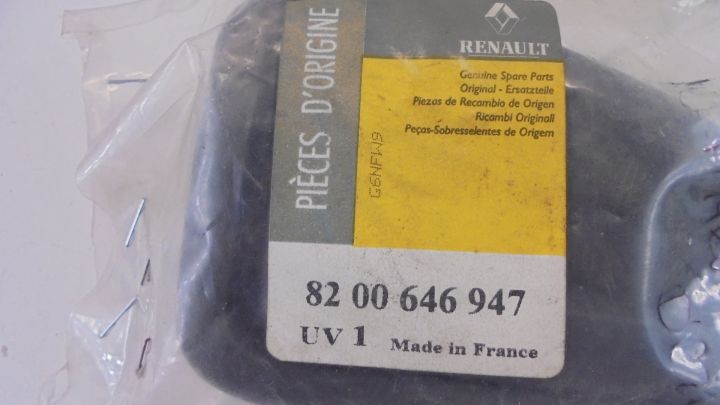 PIÈCES D'ORIGINE
RENAULT
Genuine Spare Parts
Original - Ersatzteile
Piezas de Recambio de Origen
Ricambi Originali
Peças-Sobresselentes de Origem
G6NFW9
82 00 646 947
UV 1 Made in France